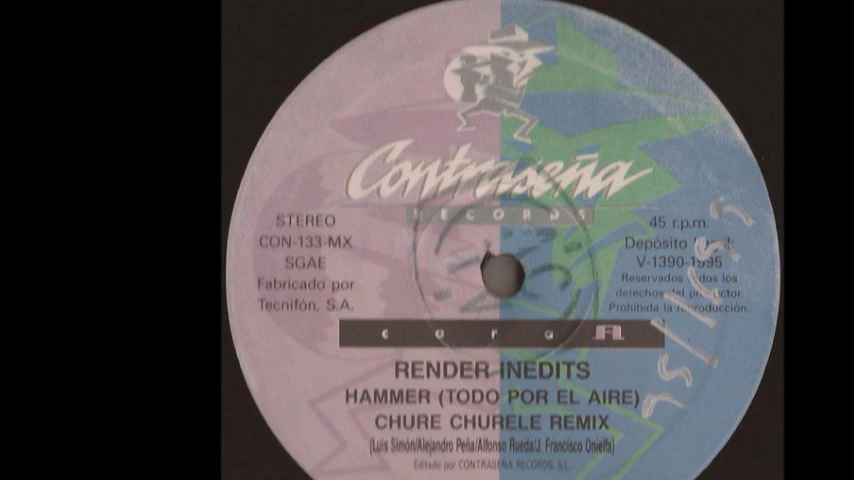 Contraseña
RECORDS
STEREO
CON-133-MX
SGAE
Fabricado por
Tecnifón, S.A.
45 r.p.m.
Depósito
V-1390-1995
Reservados todos los
derechos del productor.
Prohibida la reproducción
cara A
RENDER INEDITS
HAMMER (TODO POR EL AIRE)
CHURE CHURELE REMIX
(Luis Simón/Alejandro Peña/Alfonso Rueda/J. Francisco Onielfa)
Editado por CONTRASEÑA RECORDS, S.L.